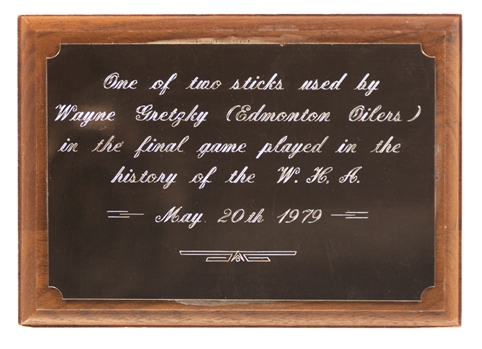 One of two sticks used by
Wayne Gretzky (Edmonton Oilers)
in the final game played in the
history of the W. H. A.
May. 20th 1979